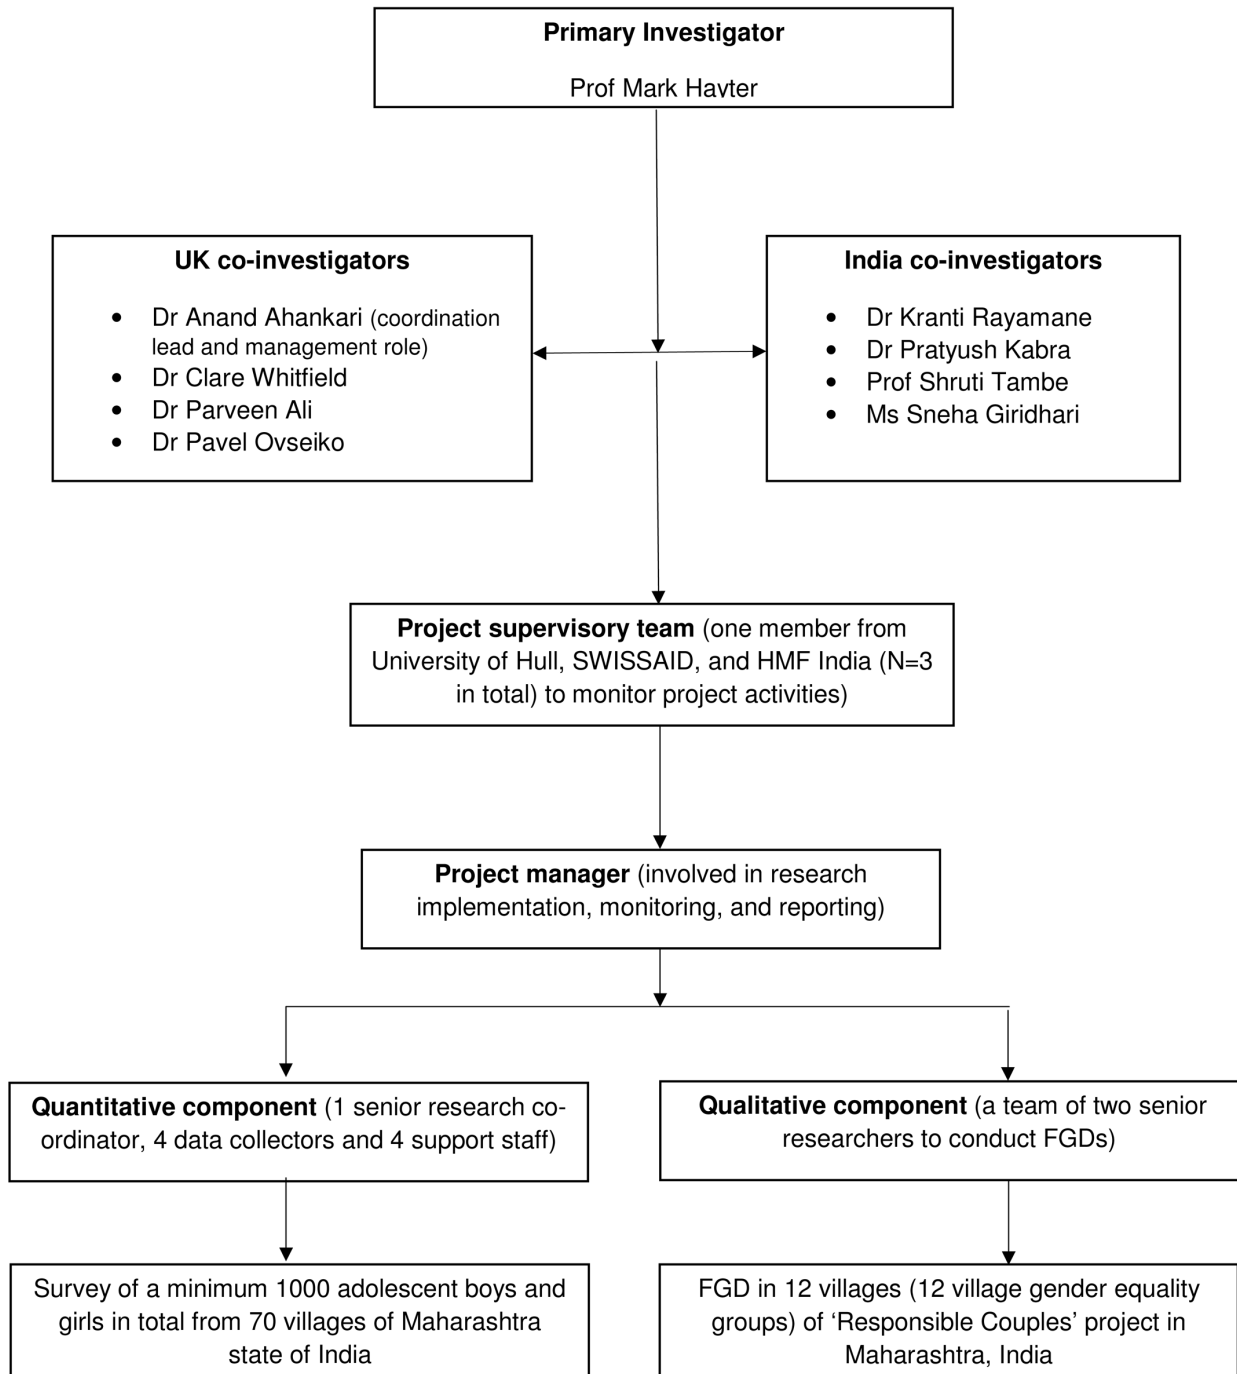 Primary Investigator
Prof Mark Havter
UK co-investigators
• Dr Anand Ahankari (coordination
lead and management role)
• Dr Clare Whitfield
• Dr Parveen Ali
• Dr Pavel Ovseiko
India co-investigators
• Dr Kranti Rayamane
• Dr Pratyush Kabra
• Prof Shruti Tambe
• Ms Sneha Giridhari
Project supervisory team (one member from
University of Hull, SWISSAID, and HMF India (N=3
in total) to monitor project activities)
Project manager (involved in research
implementation, monitoring, and reporting)
Quantitative component (1 senior research co-
ordinator, 4 data collectors and 4 support staff)
Qualitative component (a team of two senior
researchers to conduct FGDs)
Survey of a minimum 1000 adolescent boys and
girls in total from 70 villages of Maharashtra
state of India
FGD in 12 villages (12 village gender equality
groups) of ‘Responsible Couples’ project in
Maharashtra, India